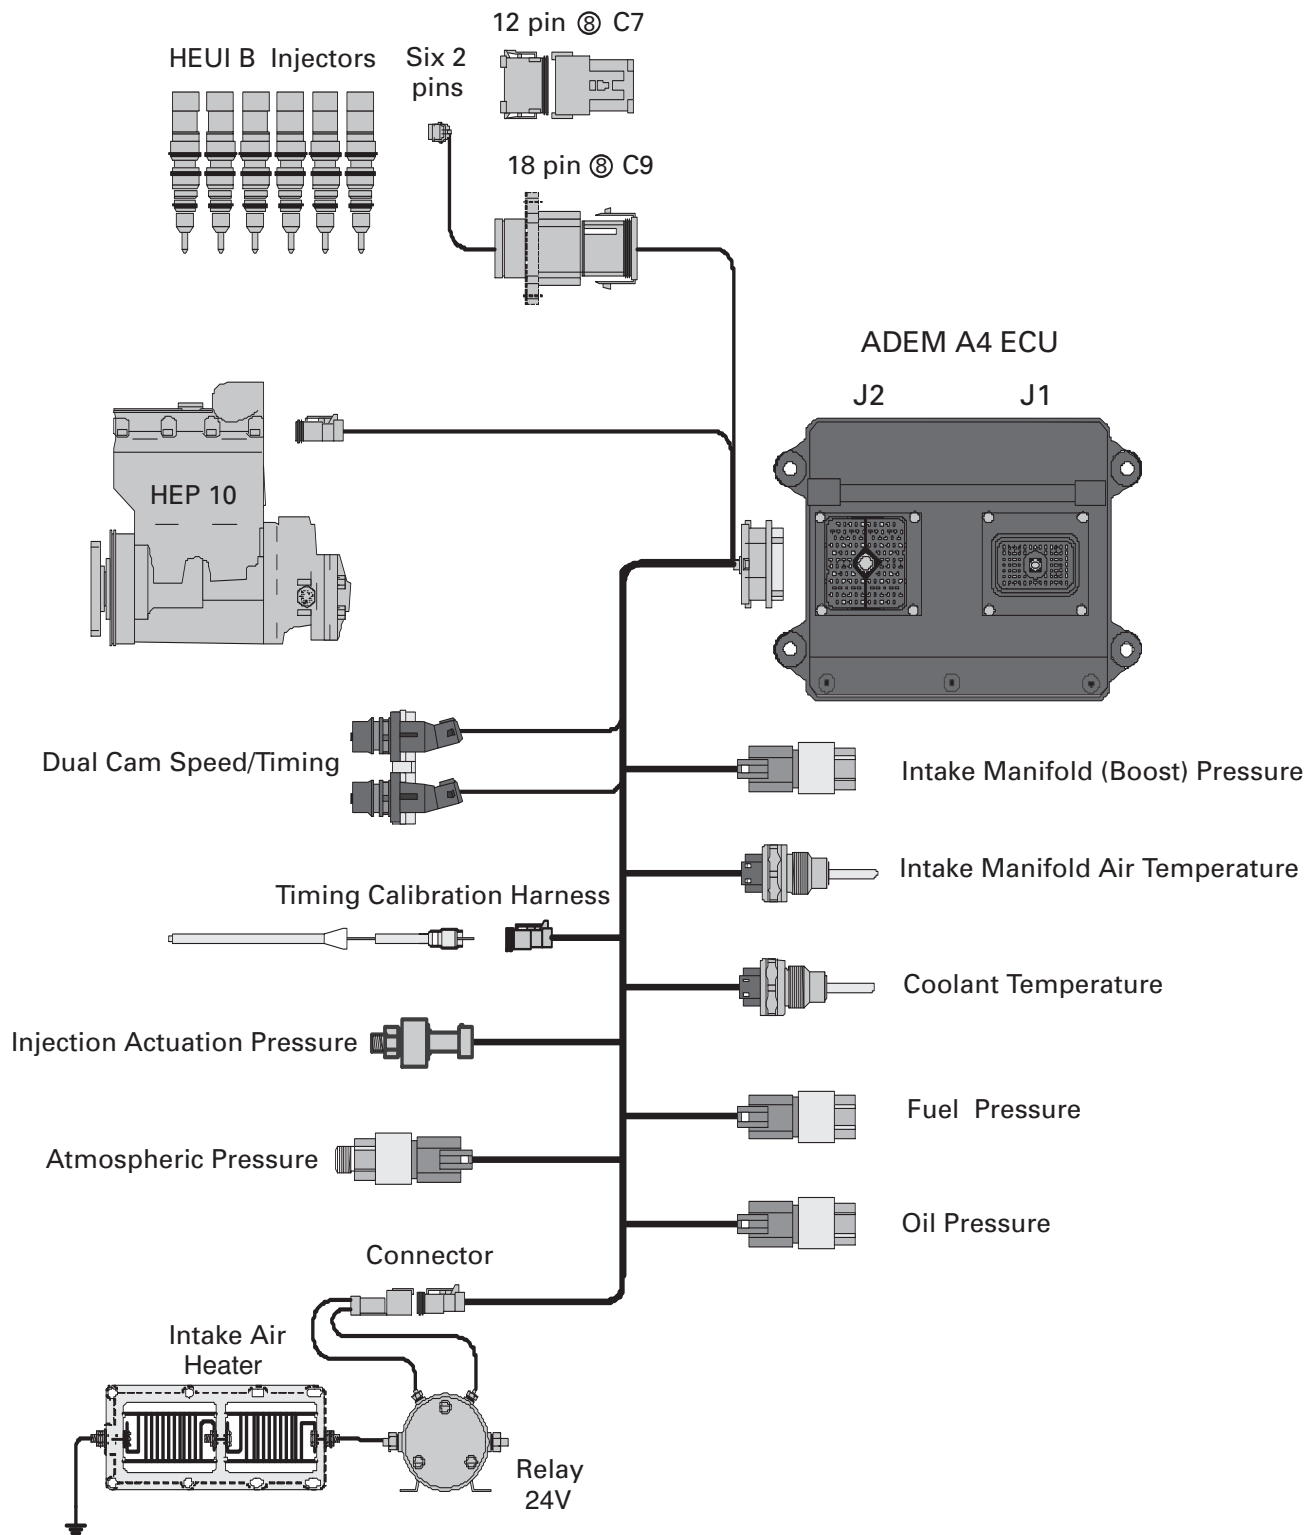 12 pin ⑧ C7
HEUI B Injectors
Six 2
pins
18 pin ⑧ C9
ADEM A4 ECU
J2
J1
HEP 10
Dual Cam Speed/Timing
Intake Manifold (Boost) Pressure
Intake Manifold Air Temperature
Timing Calibration Harness
Coolant Temperature
Injection Actuation Pressure
Fuel Pressure
Atmospheric Pressure
Oil Pressure
Connector
Intake Air
Heater
Relay
24V